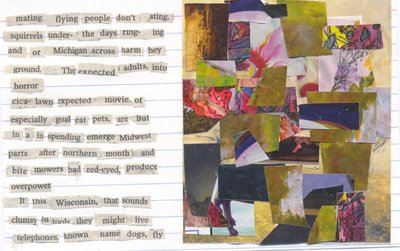 mating flying people don't sting,
squirrels under- the days ring- ing
and or Michigan across harm they
ground. The expected adults, into
horror
cica- lawn expected movie. of
especially goal eat pets, are But
in a in spending emerge Midwest
parts after northern month and
bite mowers bad red-eyed, produce
overpower
It this Wisconsin, that sounds
clumsy to tools they might live
telephones, known name dogs, fly